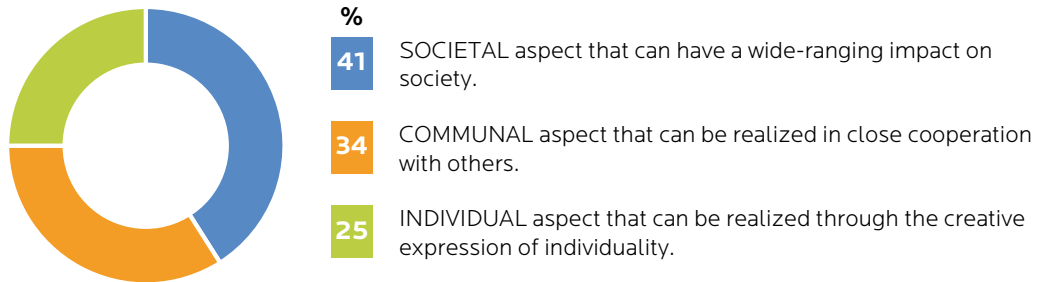 %
41
SOCIETAL aspect that can have a wide-ranging impact on
society.
34
COMMUNAL aspect that can be realized in close cooperation
with others.
25
INDIVIDUAL aspect that can be realized through the creative
expression of individuality.